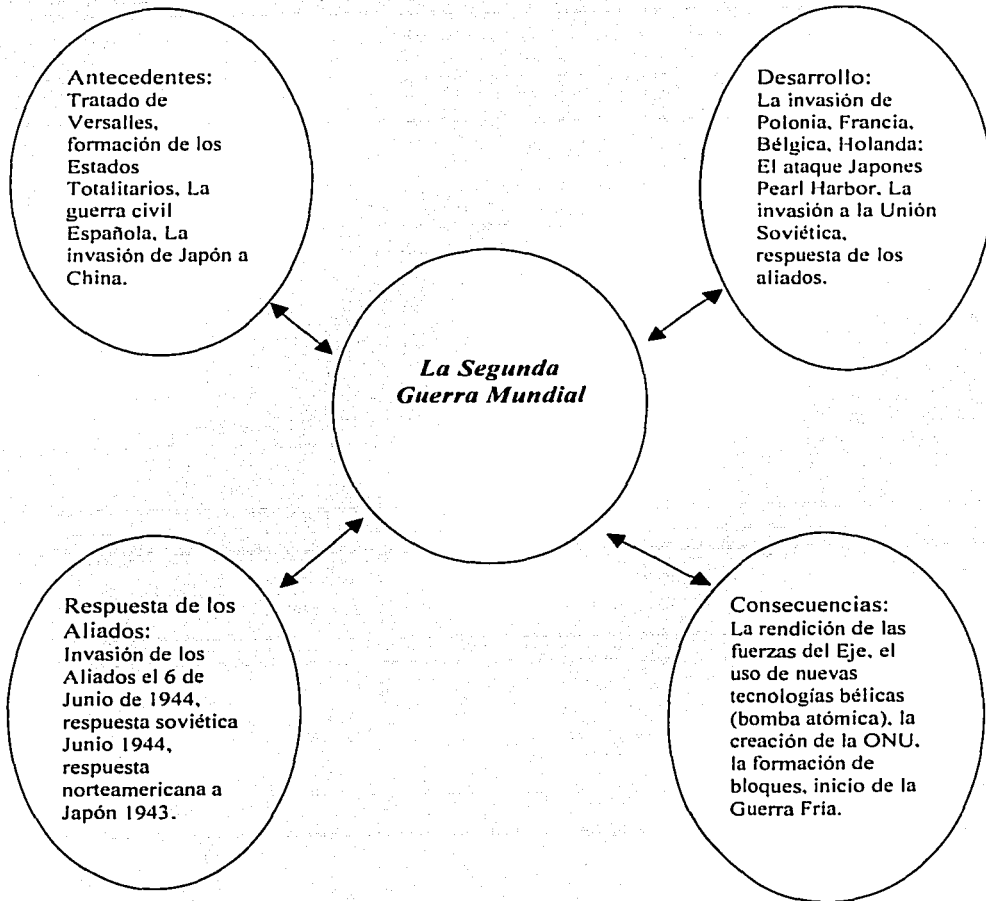 Antecedentes:
Tratado de
Versalles,
formación de los
Estados
Totalitarios, La
guerra civil
Española, La
invasión de Japón a
China.
Desarrollo:
La invasión de
Polonia, Francia,
Bélgica, Holanda:
El ataque Japones
Pearl Harbor. La
invasión a la Unión
Soviética,
respuesta de los
aliados.
La Segunda
Guerra Mundial
Respuesta de los
Aliados:
Invasión de los
Aliados el 6 de
Junio de 1944,
respuesta soviética
Junio 1944,
respuesta
norteamericana a
Japón 1943.
Consecuencias:
La rendición de las
fuerzas del Eje, el
uso de nuevas
tecnologías bélicas
(bomba atómica), la
creación de la ONU,
la formación de
bloques, inicio de la
Guerra Fría.